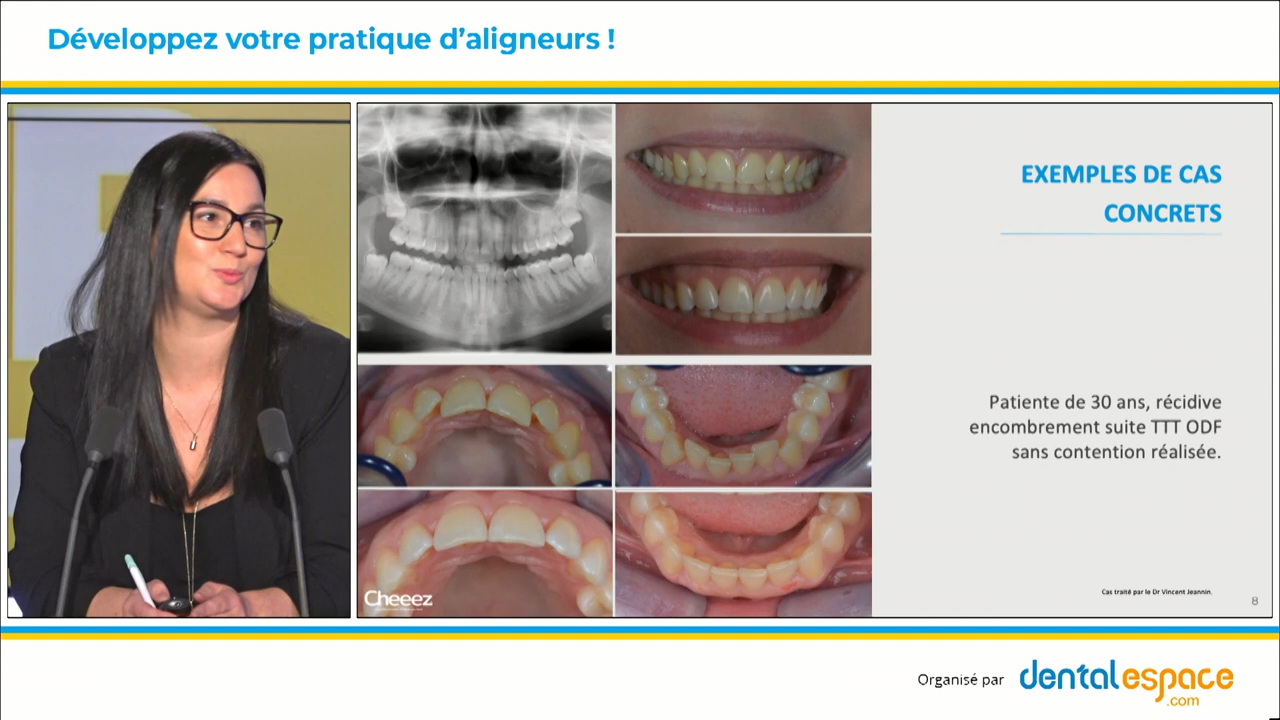 Développez votre pratique d'aligneurs !
EXEMPLES DE CAS
CONCRETS
Patiente de 30 ans, récidive
encombrement suite TTT ODF
sans contention réalisée.
Cheeez
Cas traité par le Dr Vincent Jeannin.
8
Organisé par
dentalespace
.com